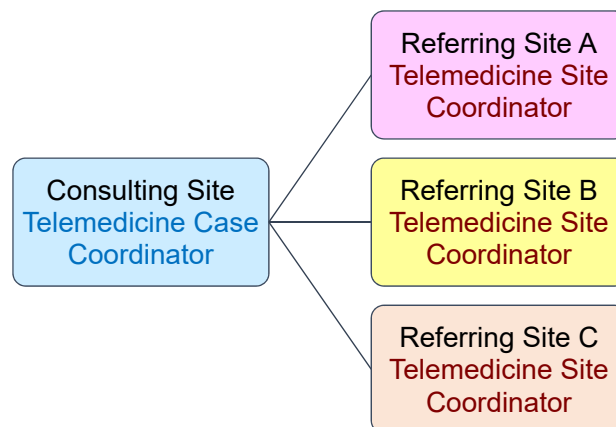 Referring Site A
Telemedicine Site
Coordinator
Consulting Site
Telemedicine Case
Coordinator
Referring Site B
Telemedicine Site
Coordinator
Referring Site C
Telemedicine Site
Coordinator